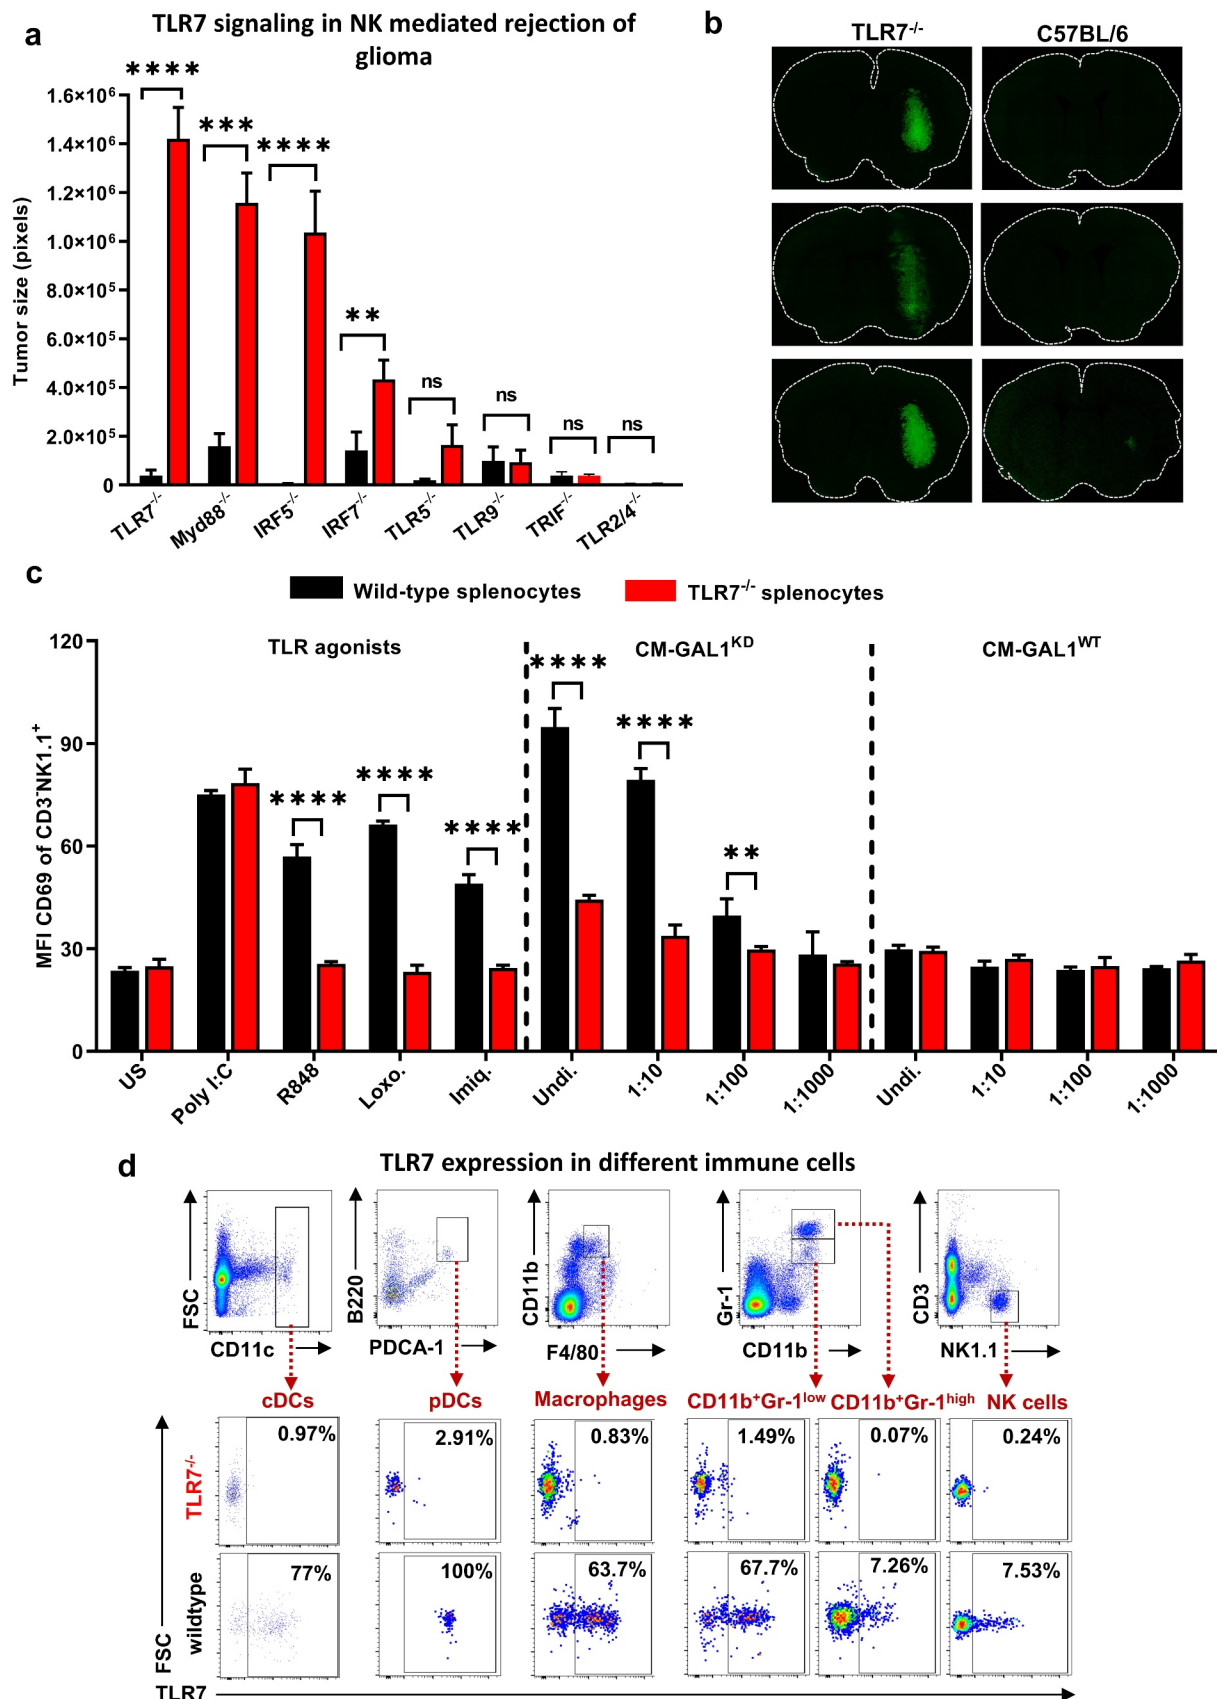 a
TLR7 signaling in NK mediated rejection of
glioma
****
***
****
**
ns
ns
ns
ns
Tumor size (pixels)
1.6×10⁶
1.4×10⁶
1.2×10⁶
1.0×10⁶
8.0×10⁵
6.0×10⁵
4.0×10⁵
2.0×10⁵
0
TLR7⁻/⁻
Myd88⁻/⁻
IRF5⁻/⁻
IRF7⁻/⁻
TLR5⁻/⁻
TLR9⁻/⁻
TRIF⁻/⁻
TLR2/4⁻/⁻
b
TLR7⁻/⁻
C57BL/6
c
Wild-type splenocytes
TLR7⁻/⁻ splenocytes
TLR agonists
CM-GAL1ᴷᴰ
CM-GAL1ᵂᵀ
MFI CD69 of CD3⁻NK1.1⁺
120
90
60
30
0
****
****
****
****
****
**
US
Poly I:C
R848
Loxo.
Imiq.
Undi.
1:10
1:100
1:1000
Undi.
1:10
1:100
1:1000
d
TLR7 expression in different immune cells
FSC
CD11c
B220
PDCA-1
CD11b
F4/80
Gr-1
CD11b
CD3
NK1.1
cDCs
pDCs
Macrophages
CD11b⁺Gr-1ˡᵒʷ
CD11b⁺Gr-1ʰⁱᵍʰ
NK cells
TLR7⁻/⁻
0.97%
2.91%
0.83%
1.49%
0.07%
0.24%
wildtype
77%
100%
63.7%
67.7%
7.26%
7.53%
FSC
TLR7